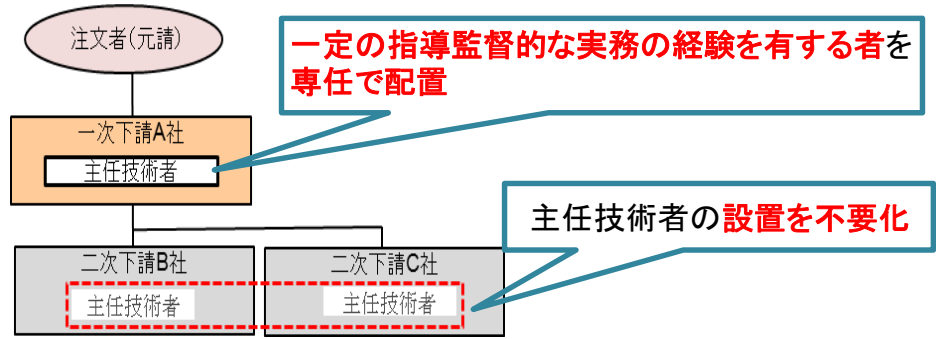 注文者(元請)
一定の指導監督的な実務の経験を有する者を
専任で配置
一次下請A社
主任技術者
主任技術者の設置を不要化
二次下請B社
主任技術者
二次下請C社
主任技術者